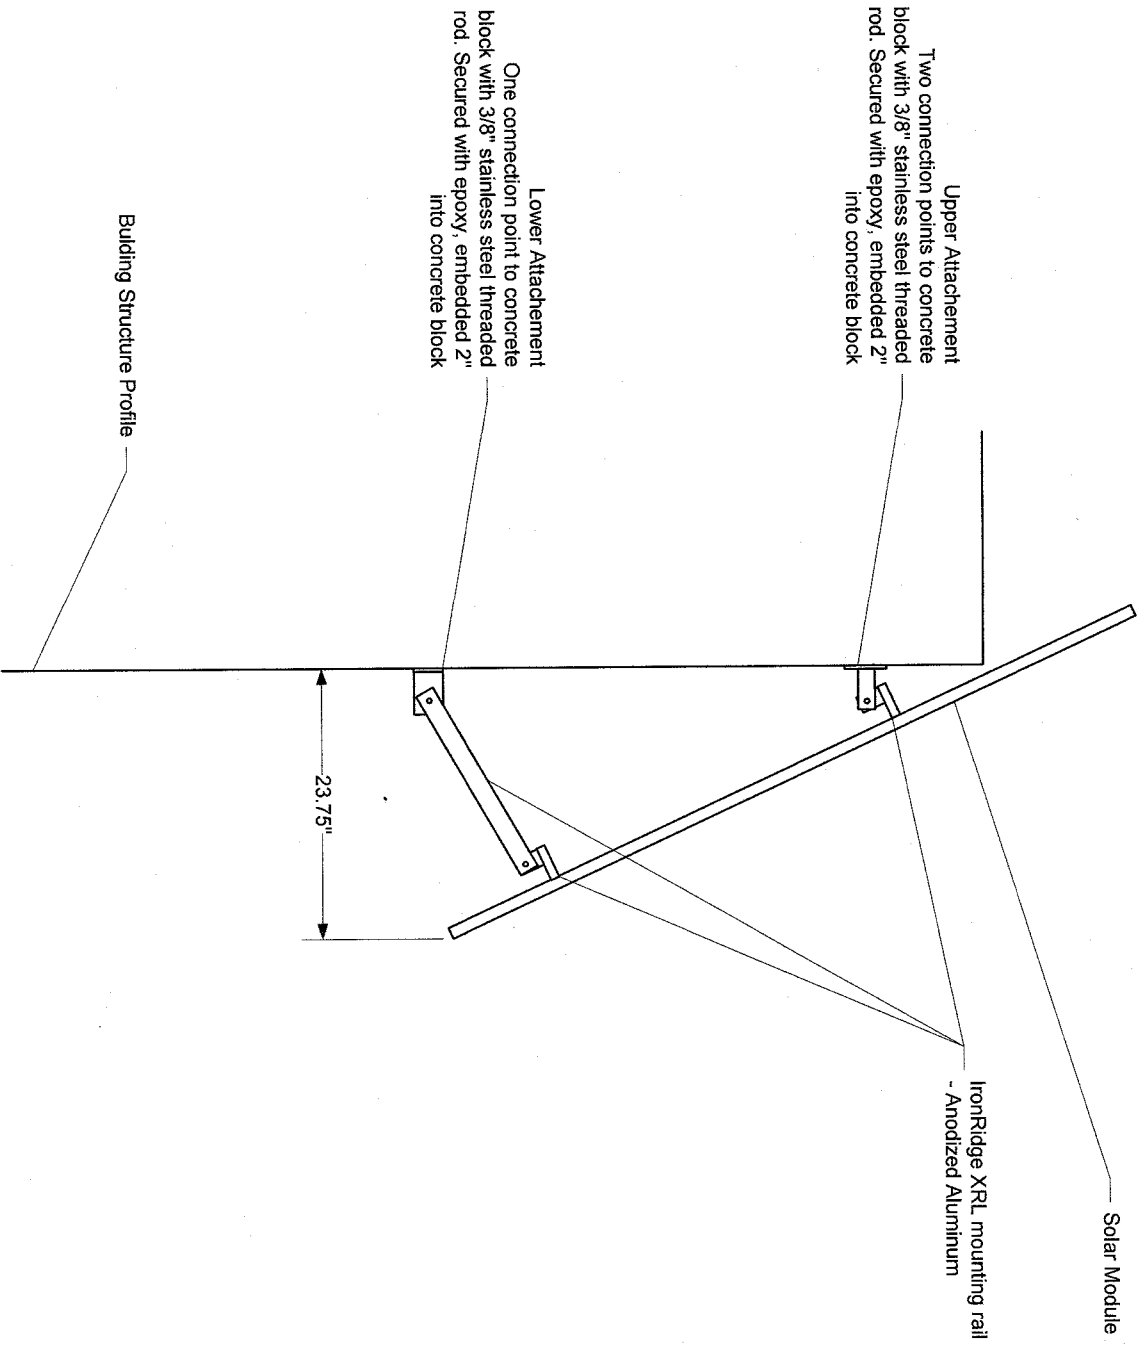 Solar Module
IronRidge XRL mounting rail
- Anodized Aluminum
Upper Attachement
Two connection points to concrete
block with 3/8" stainless steel threaded
rod. Secured with epoxy, embedded 2"
into concrete block
Lower Attachement
One connection point to concrete
block with 3/8" stainless steel threaded
rod. Secured with epoxy, embedded 2"
into concrete block
23.75"
Bulding Structure Profile